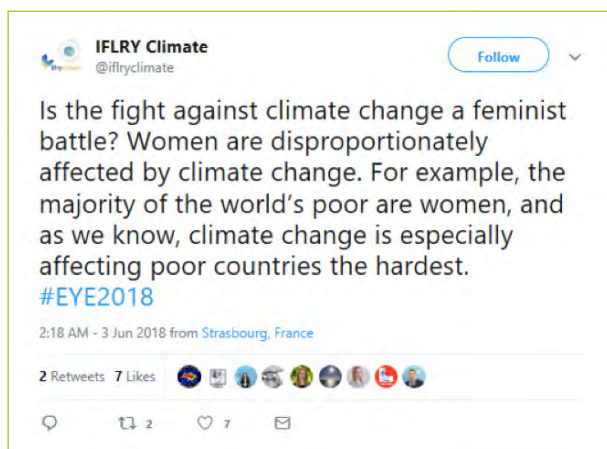 IFLRY Climate
@iflryclimate
Follow
Is the fight against climate change a feminist
battle? Women are disproportionately
affected by climate change. For example, the
majority of the world's poor are women, and
as we know, climate change is especially
affecting poor countries the hardest.
#EYE2018
2:18 AM - 3 Jun 2018 from Strasbourg, France
2 Retweets 7 Likes
2 7